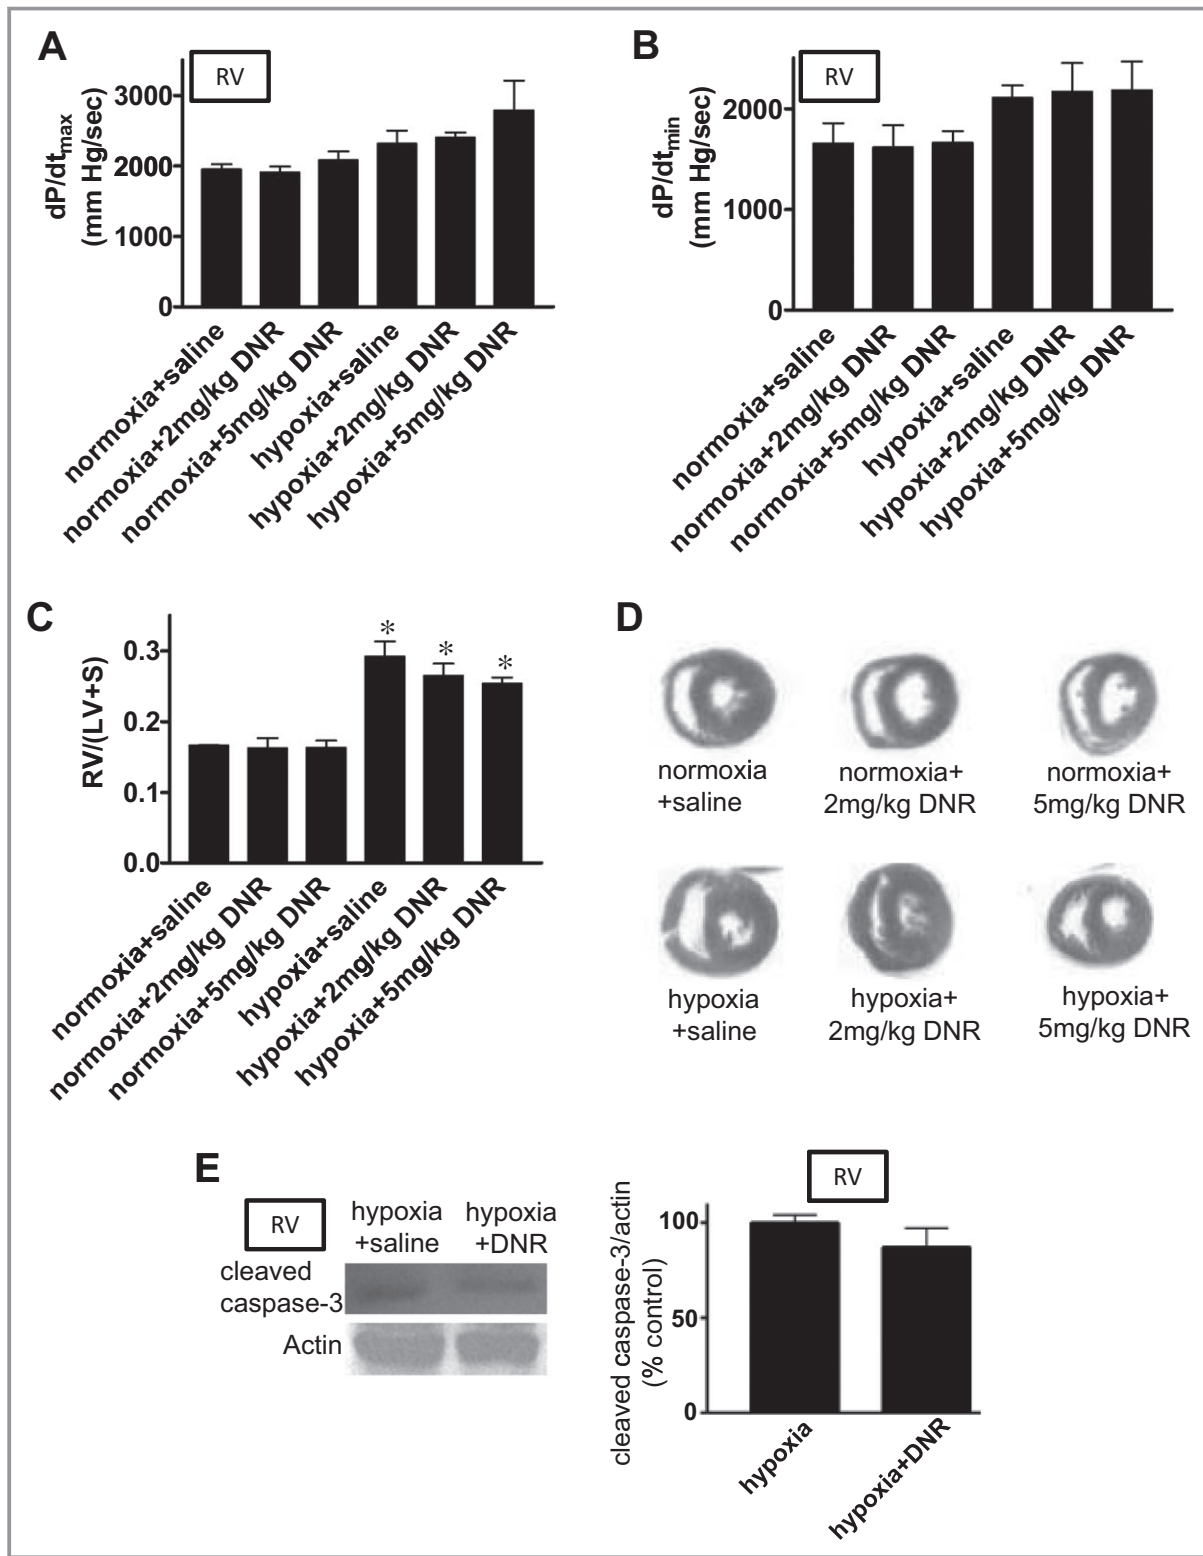 A
RV
dP/dtmax
(mm Hg/sec)
3000
2000
1000
0
normoxia+saline
normoxia+2mg/kg DNR
normoxia+5mg/kg DNR
hypoxia+saline
hypoxia+2mg/kg DNR
hypoxia+5mg/kg DNR
B
RV
dP/dtmin
(mm Hg/sec)
2000
1000
0
normoxia+saline
normoxia+2mg/kg DNR
normoxia+5mg/kg DNR
hypoxia+saline
hypoxia+2mg/kg DNR
hypoxia+5mg/kg DNR
C
RV/(LV+S)
0.3
0.2
0.1
0.0
*
*
*
normoxia+saline
normoxia+2mg/kg DNR
normoxia+5mg/kg DNR
hypoxia+saline
hypoxia+2mg/kg DNR
hypoxia+5mg/kg DNR
D
normoxia
+saline
normoxia+
2mg/kg DNR
normoxia+
5mg/kg DNR
hypoxia
+saline
hypoxia+
2mg/kg DNR
hypoxia+
5mg/kg DNR
E
RV
hypoxia
+saline
hypoxia
+DNR
cleaved
caspase-3
Actin
RV
cleaved caspase-3/actin
(% control)
100
50
0
hypoxia
hypoxia+DNR